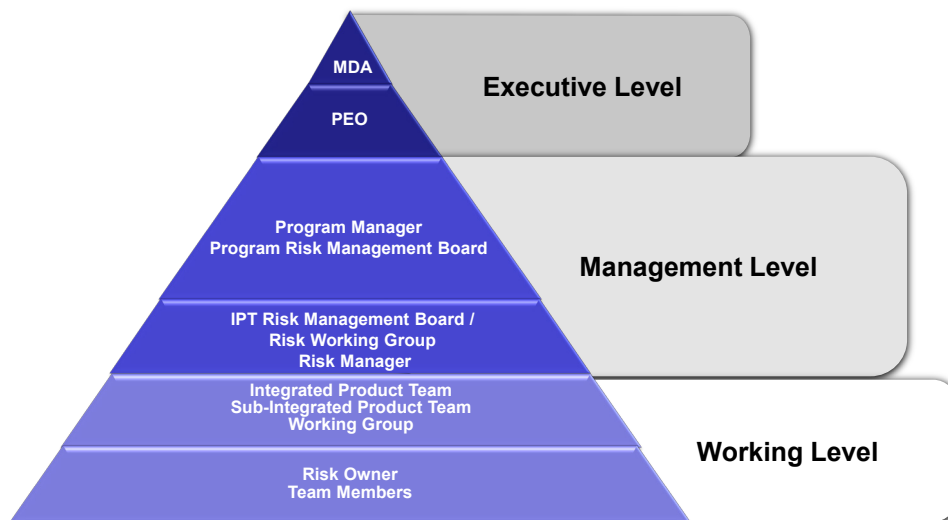 MDA
Executive Level
PEO
Program Manager
Program Risk Management Board
Management Level
IPT Risk Management Board /
Risk Working Group
Risk Manager
Integrated Product Team
Sub-Integrated Product Team
Working Group
Working Level
Risk Owner
Team Members